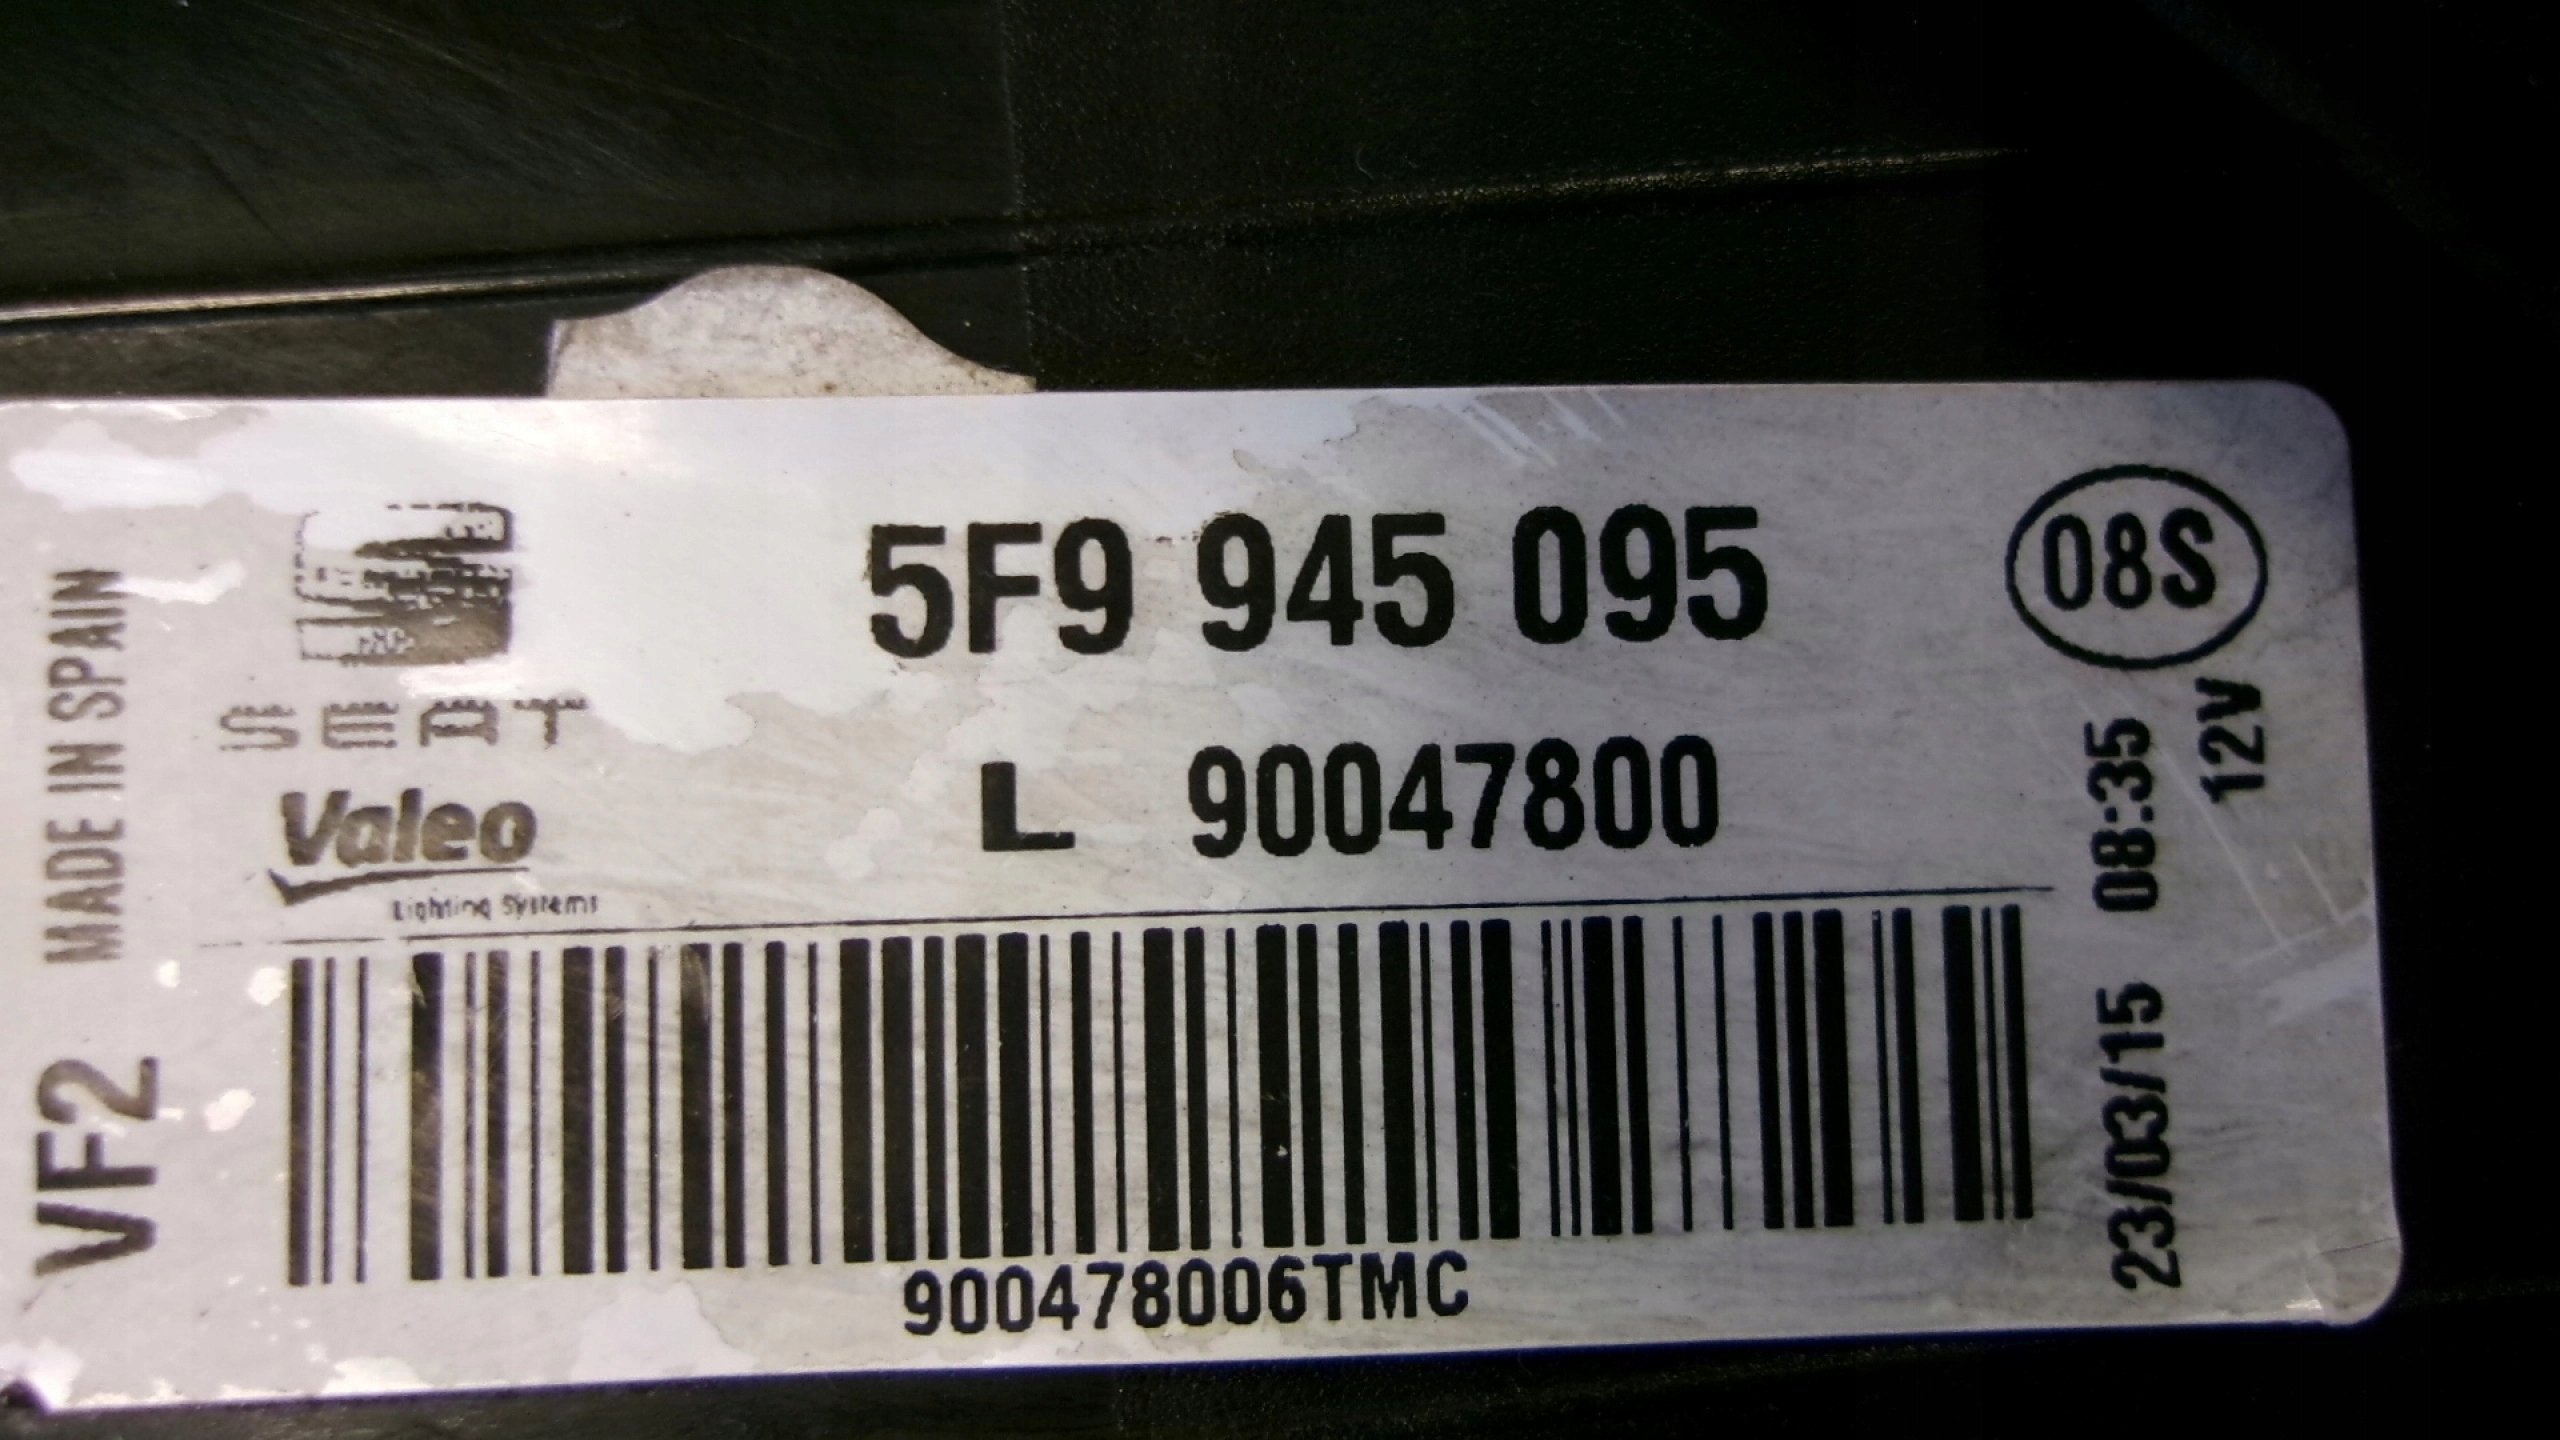 MADE IN SPAIN
VF2
SEAT
Valeo
Lighting Systems
5F9 945 095
L 90047800
08S
12V
23/03/15 08:35
900478006TMC